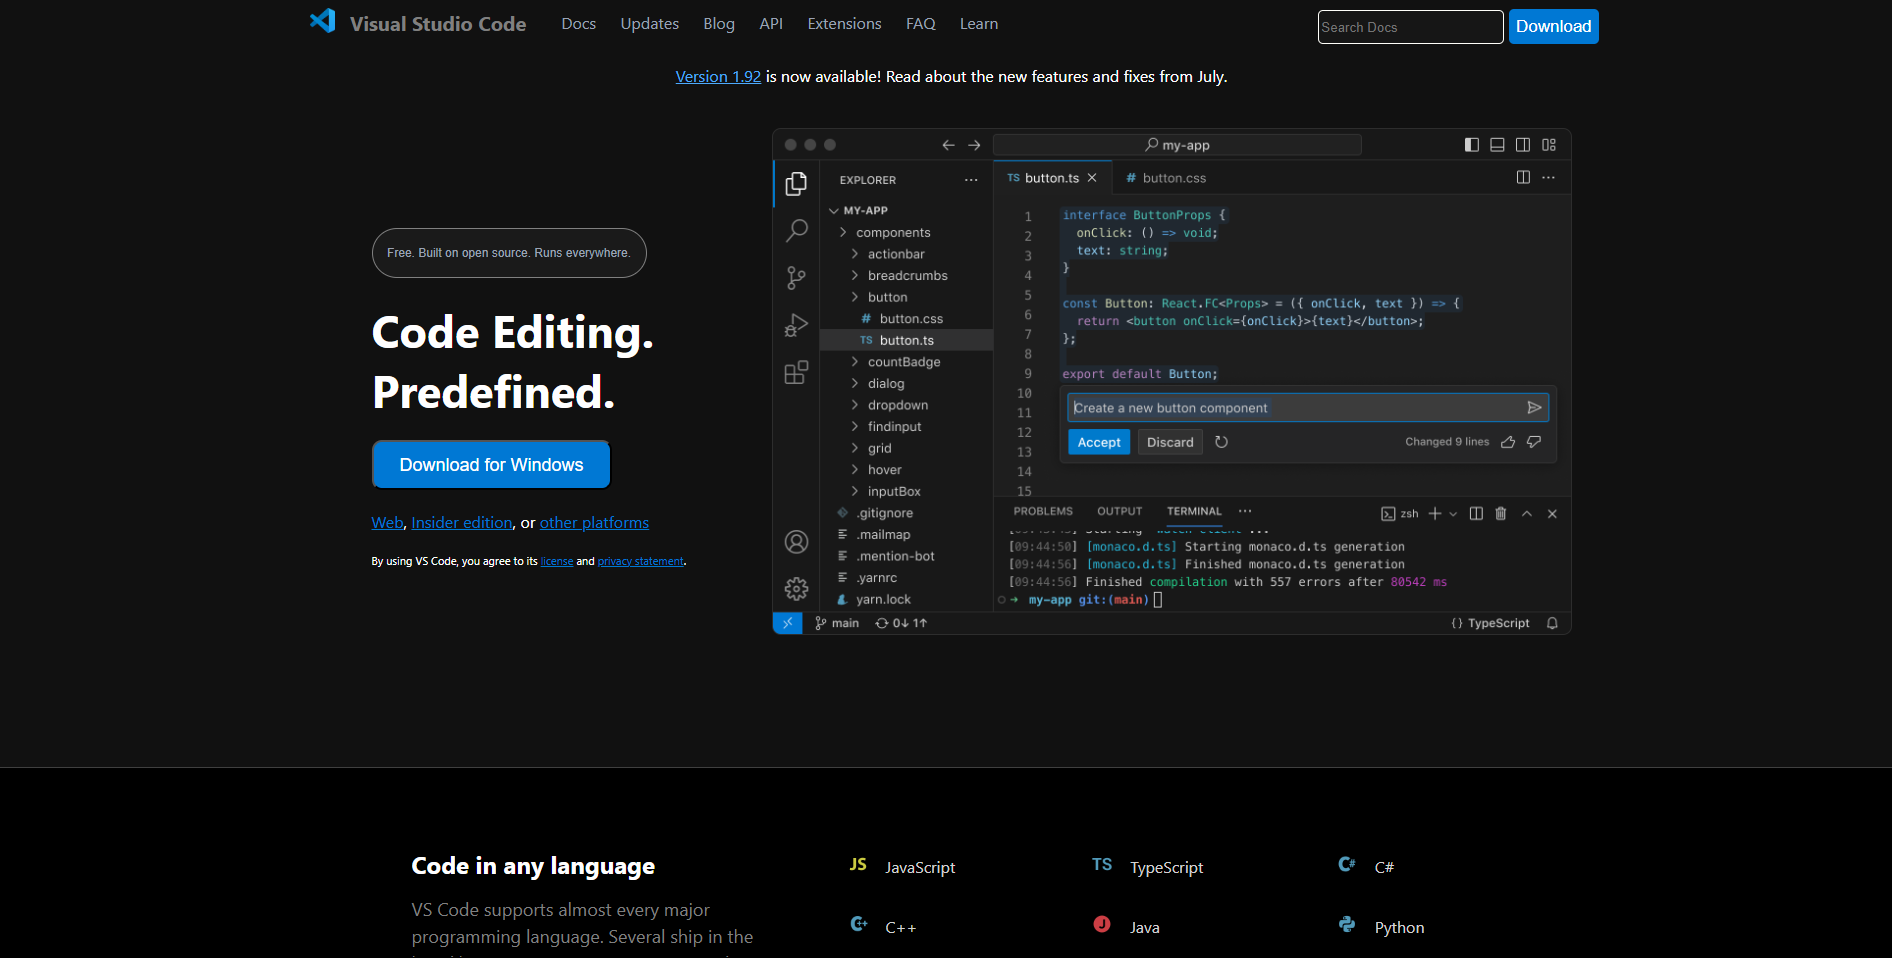 Visual Studio Code Docs Updates Blog API Extensions FAQ Learn Search Docs Download
Version 1.92 is now available! Read about the new features and fixes from July.
Free. Built on open source. Runs everywhere.
Code Editing.
Predefined.
Download for Windows
Web, Insider edition, or other platforms
By using VS Code, you agree to its license and privacy statement.
my-app
EXPLORER
MY-APP
components
actionbar
breadcrumbs
button
# button.css
TS button.ts
countBadge
dialog
dropdown
findinput
grid
hover
inputBox
.gitignore
.mailmap
.mention-bot
.yarnrc
yarn.lock
TS button.ts # button.css
1 interface ButtonProps {
2 onClick: () => void;
3 text: string;
4 }
5
6 const Button: React.FC<Props> = ({ onClick, text }) => {
7 return <button onClick={onClick}>{text}</button>;
8 };
9 export default Button;
10
11
12
13
14
15
Create a new button component
Accept Discard Changed 9 lines
PROBLEMS OUTPUT TERMINAL zsh
[09:44:50] [monaco.d.ts] Starting monaco.d.ts generation
[09:44:56] [monaco.d.ts] Finished monaco.d.ts generation
[09:44:56] Finished compilation with 557 errors after 80542 ms
my-app git:(main)
main 0↓ 1↑ {} TypeScript
Code in any language
VS Code supports almost every major
programming language. Several ship in the
JS JavaScript
TS TypeScript
C# C#
C++ C++
J Java
Python